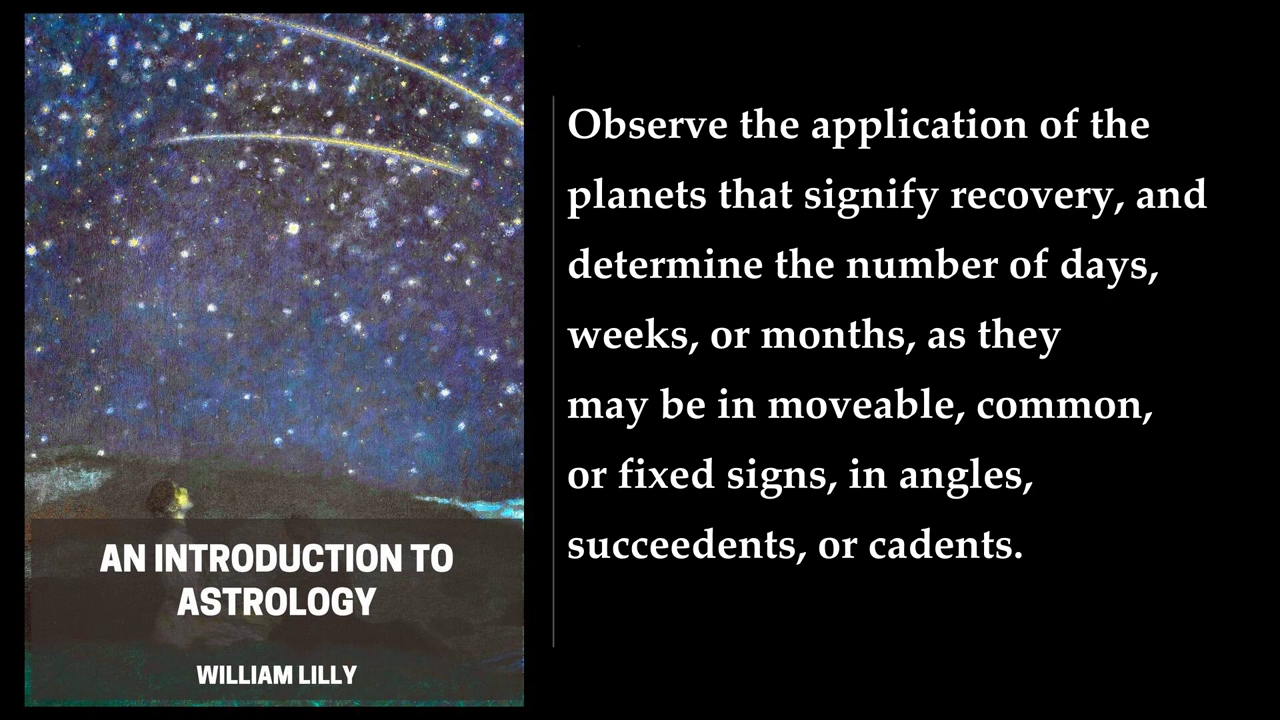 AN INTRODUCTION TO
ASTROLOGY
WILLIAM LILLY
Observe the application of the
planets that signify recovery, and
determine the number of days,
weeks, or months, as they
may be in moveable, common,
or fixed signs, in angles,
succeedents, or cadents.